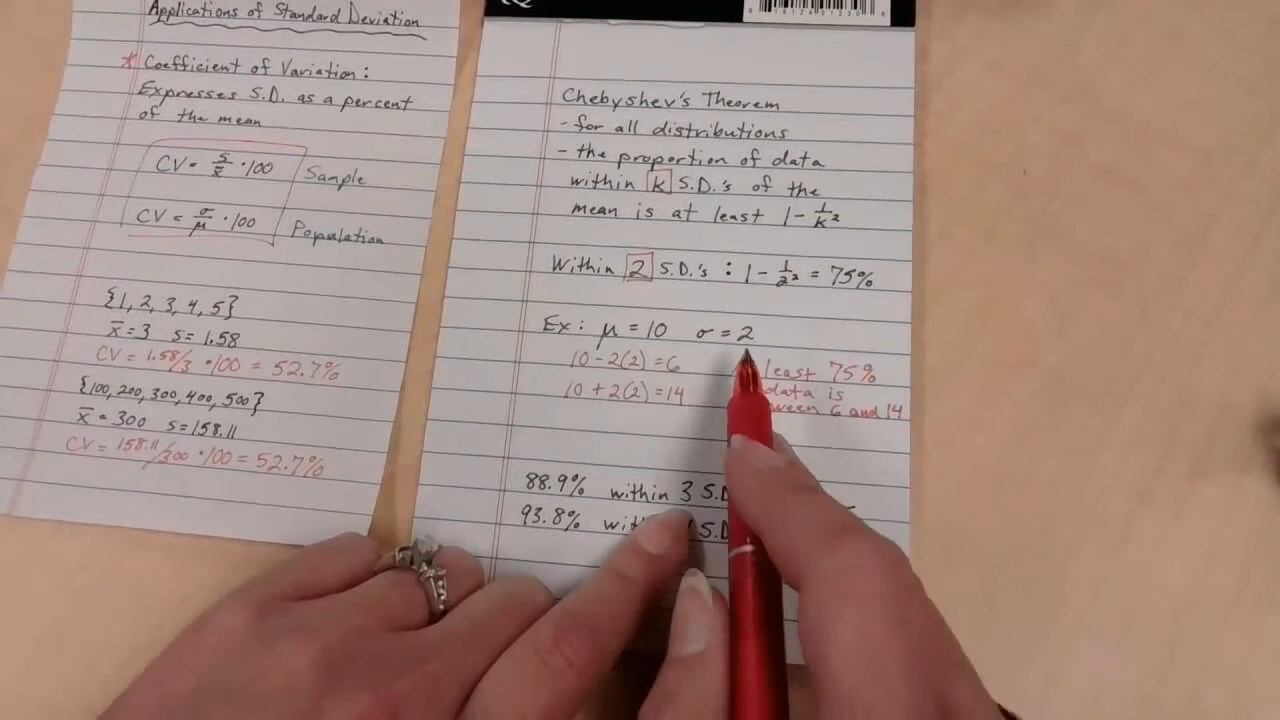 Applications of Standard Deviation
* Coefficient of Variation:
Expresses S.D. as a percent
of the mean
CV = s/x̄ · 100 Sample
CV = σ/μ · 100 Population
{1, 2, 3, 4, 5}
x̄ = 3 s = 1.58
CV = 1.58/3 · 100 = 52.7%
{100, 200, 300, 400, 500}
x̄ = 300 s = 158.11
CV = 158.11/300 · 100 = 52.7%
Chebyshev's Theorem
- for all distributions
- the proportion of data
within k S.D.'s of the
mean is at least 1 - 1/k²
Within 2 S.D.'s : 1 - 1/2² = 75%
Ex: μ = 10 σ = 2
10 - 2(2) = 6
10 + 2(2) = 14
least 75%
data is
6 and 14
88.9% within 3 S.D
93.8% S.D